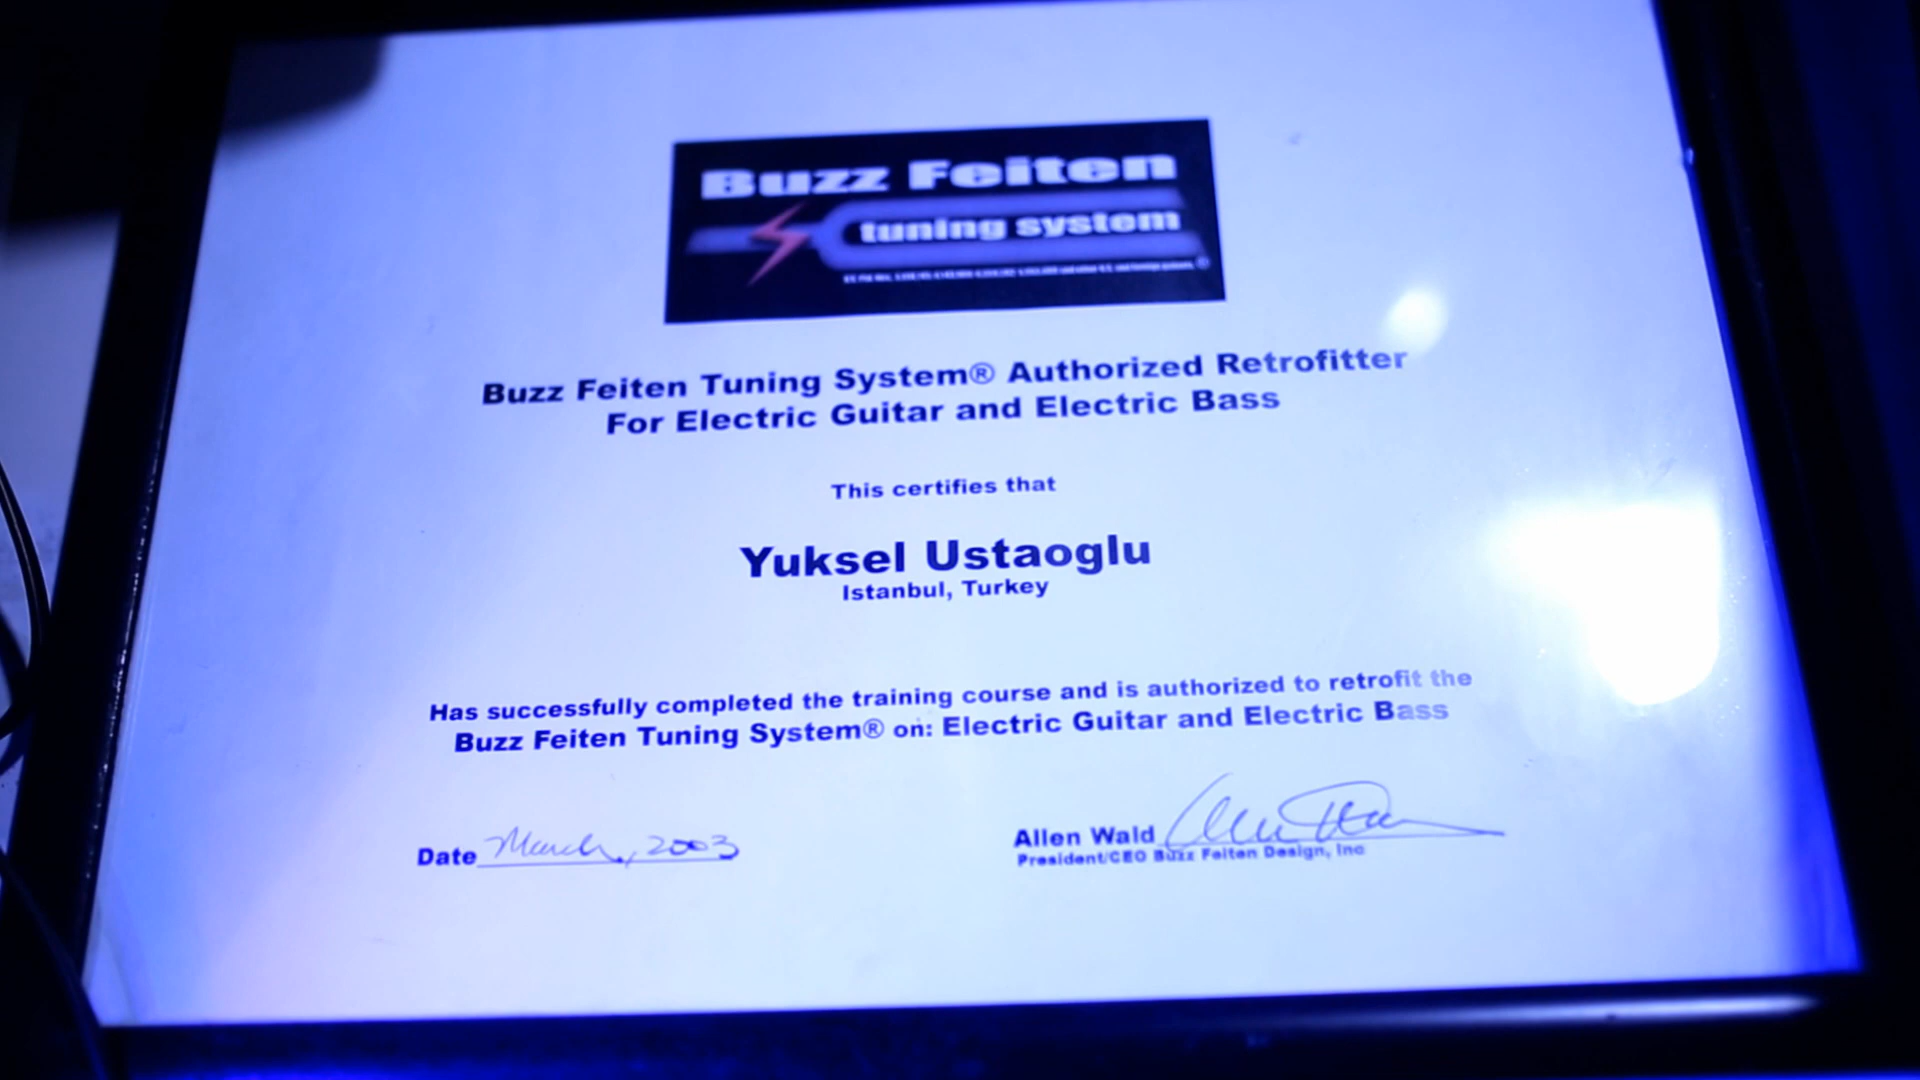 Buzz Feiten
tuning system
Buzz Feiten Tuning System® Authorized Retrofitter
For Electric Guitar and Electric Bass
This certifies that
Yuksel Ustaoglu
Istanbul, Turkey
Has successfully completed the training course and is authorized to retrofit the
Buzz Feiten Tuning System® on: Electric Guitar and Electric Bass
Date March, 2003
Allen Wald
President/CEO Buzz Feiten Design, Inc